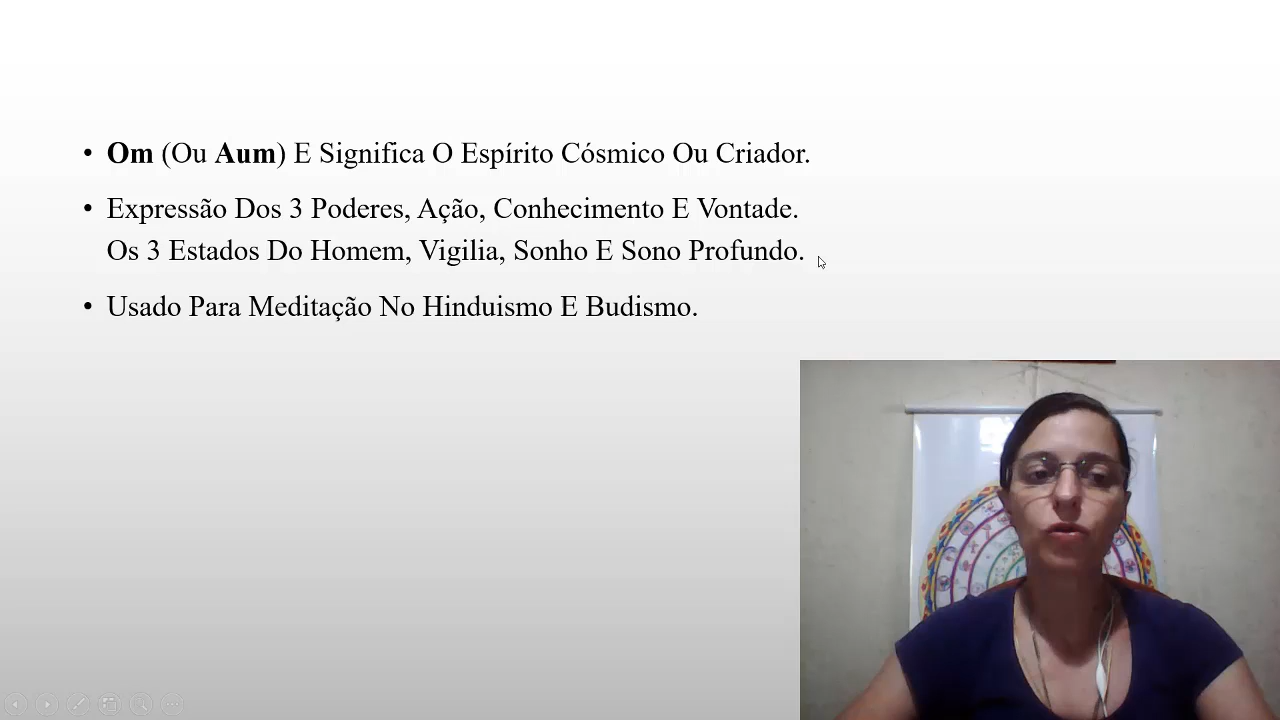 • Om (Ou Aum) E Significa O Espírito Cósmico Ou Criador.
• Expressão Dos 3 Poderes, Ação, Conhecimento E Vontade.
Os 3 Estados Do Homem, Vigilia, Sonho E Sono Profundo.
• Usado Para Meditação No Hinduismo E Budismo.